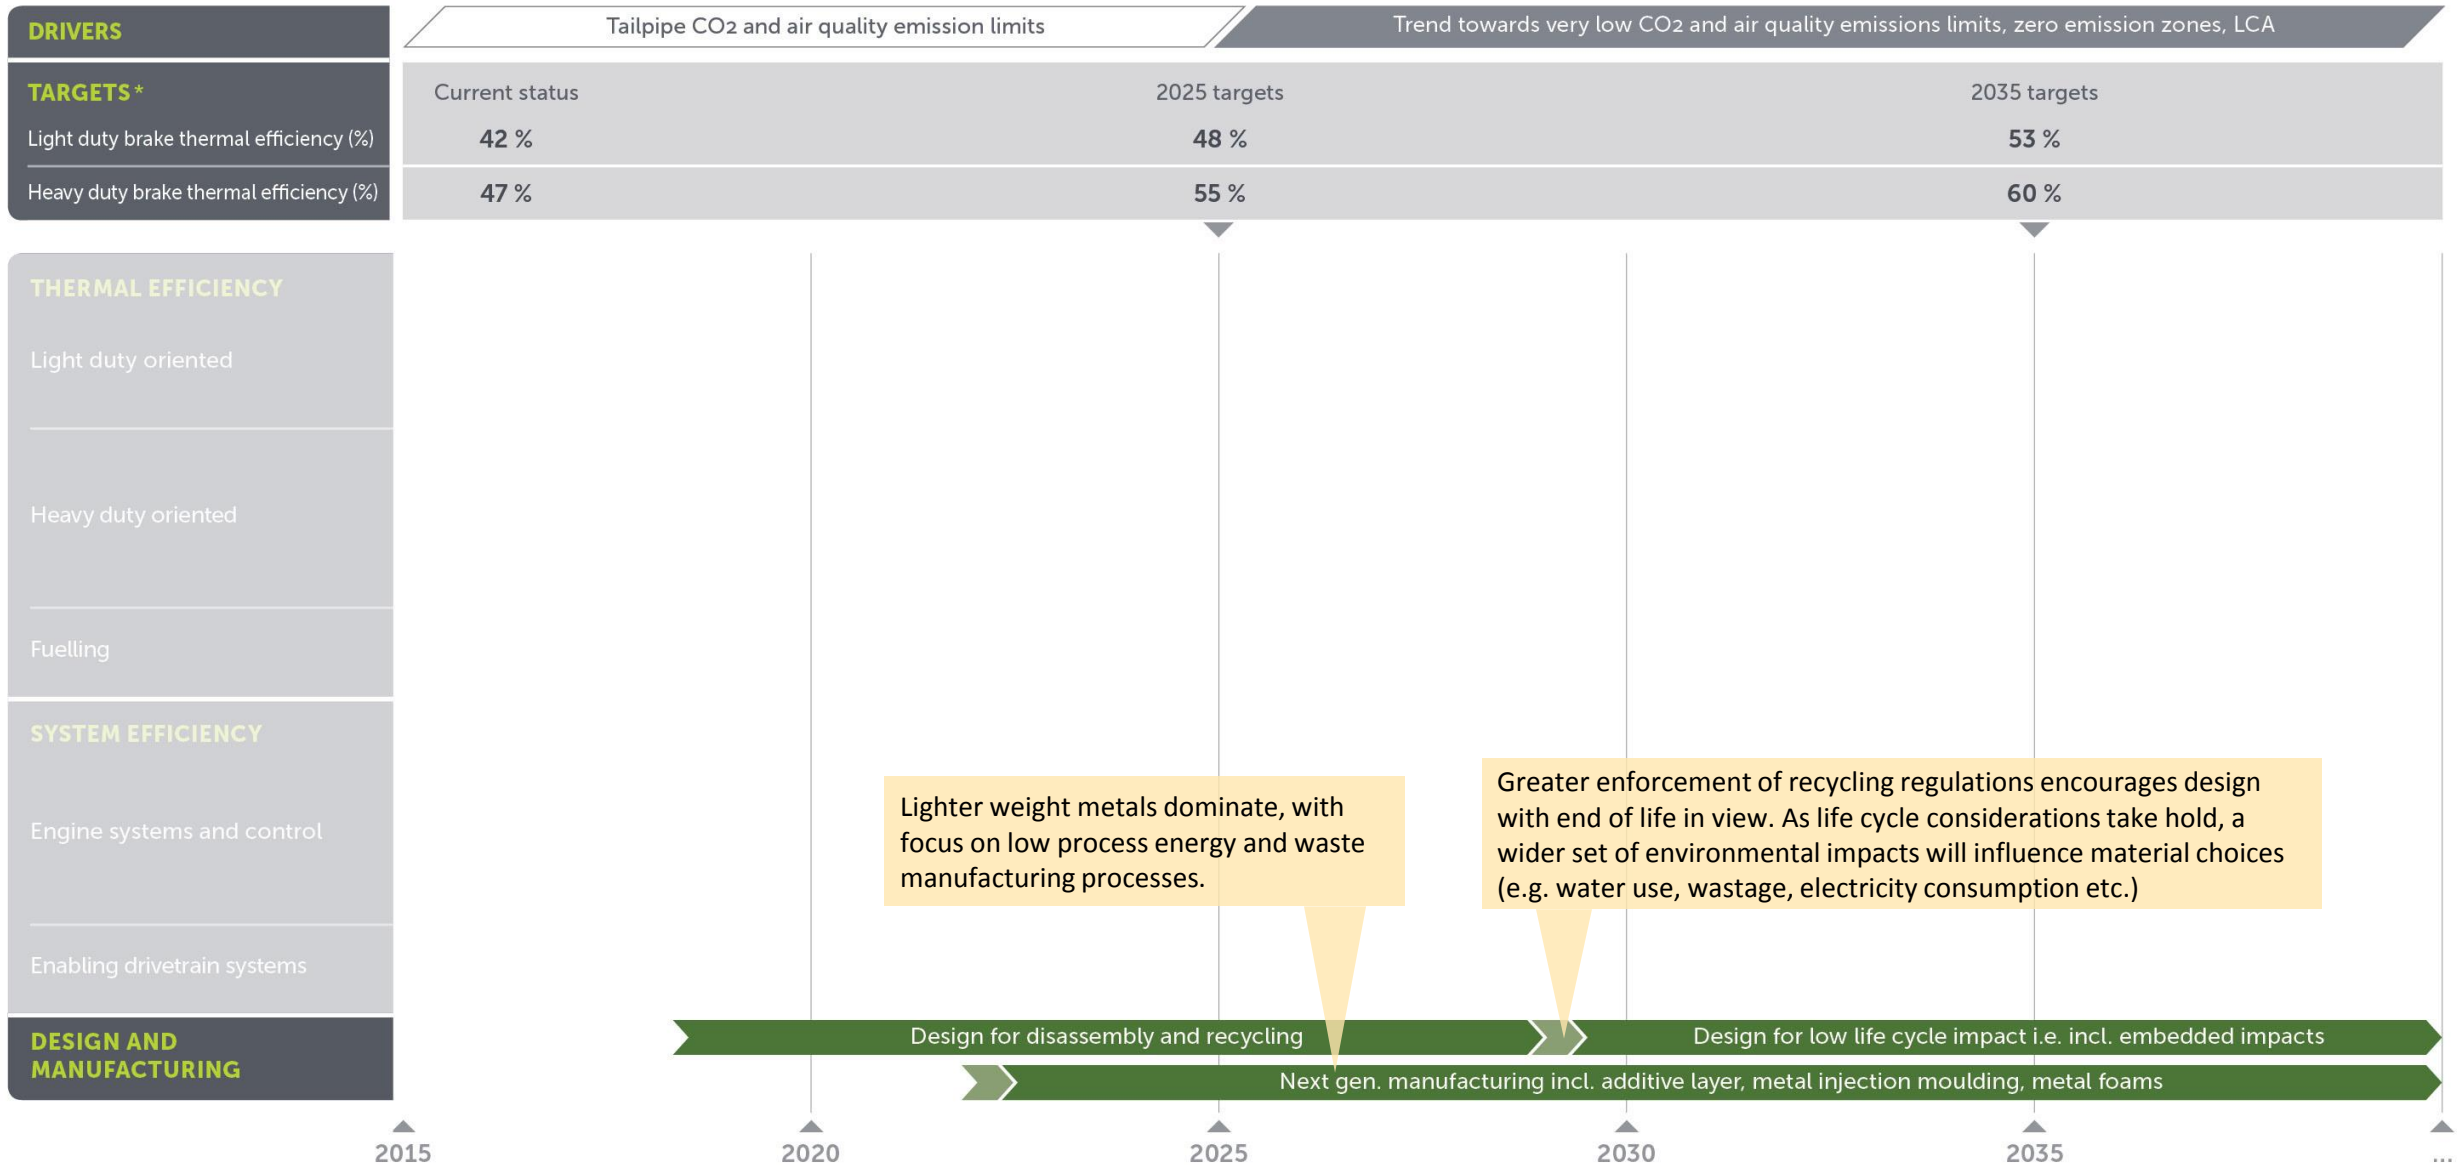 DRIVERS
Tailpipe CO2 and air quality emission limits
Trend towards very low CO2 and air quality emissions limits, zero emission zones, LCA
TARGETS*
Current status
2025 targets
2035 targets
Light duty brake thermal efficiency (%)
42 %
48 %
53 %
Heavy duty brake thermal efficiency (%)
47 %
55 %
60 %
THERMAL EFFICIENCY
Light duty oriented
Heavy duty oriented
Fuelling
SYSTEM EFFICIENCY
Engine systems and control
Enabling drivetrain systems
Lighter weight metals dominate, with
focus on low process energy and waste
manufacturing processes.
Greater enforcement of recycling regulations encourages design
with end of life in view. As life cycle considerations take hold, a
wider set of environmental impacts will influence material choices
(e.g. water use, wastage, electricity consumption etc.)
DESIGN AND
MANUFACTURING
Design for disassembly and recycling
Design for low life cycle impact i.e. incl. embedded impacts
Next gen. manufacturing incl. additive layer, metal injection moulding, metal foams
2015
2020
2025
2030
2035
...